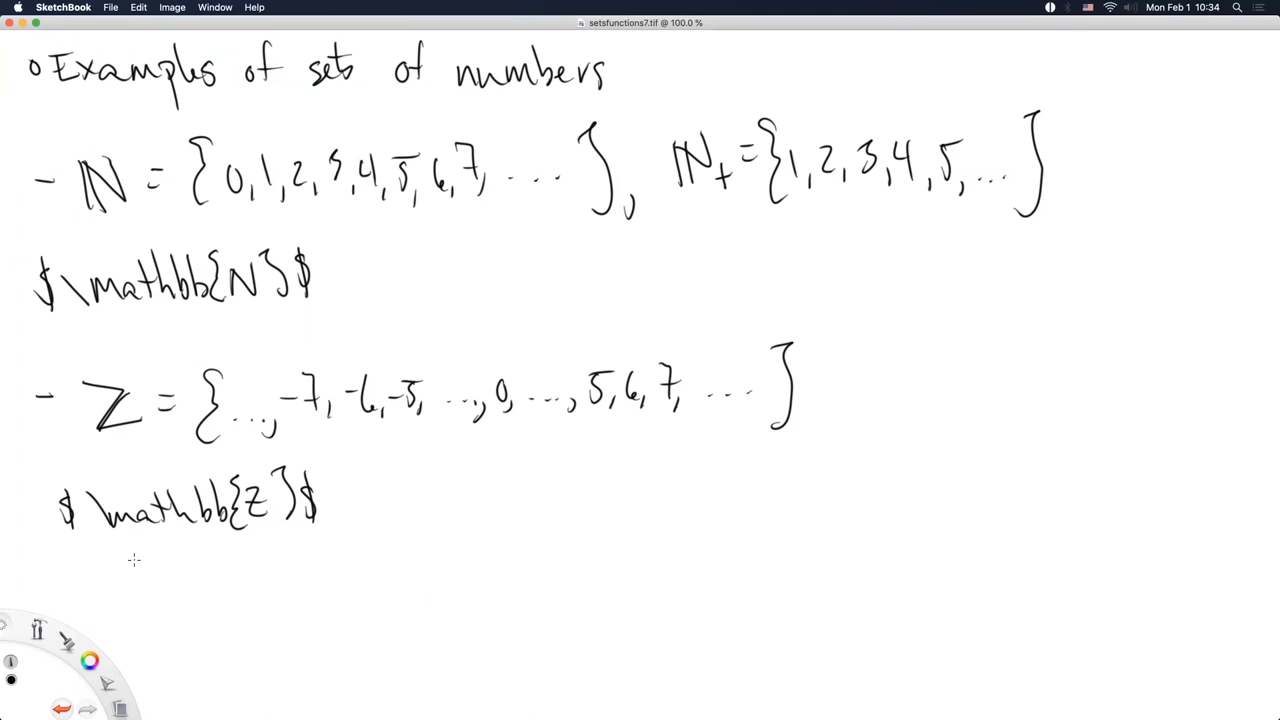 SketchBook File Edit Image Window Help Mon Feb 1 10:34
setsfunctions7.tif @ 100.0 %
o Examples of sets of numbers
- ℕ = {0, 1, 2, 3, 4, 5, 6, 7, ....}, ℕ+ = {1, 2, 3, 4, 5, ...}
$\mathbb{N}$
- ℤ = {..., -7, -6, -5, ..., 0, ..., 5, 6, 7, ....}
$\mathbb{Z}$